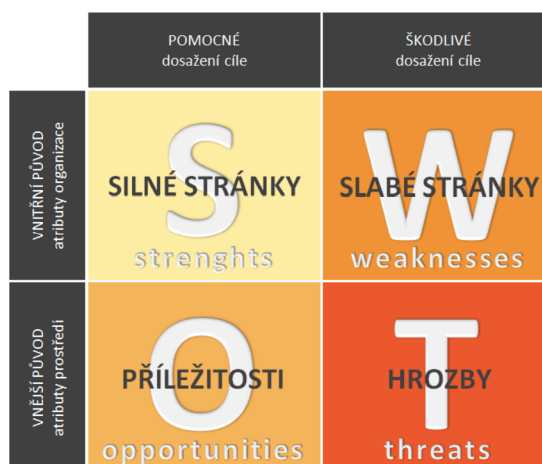 POMOCNÉ
dosažení cíle
ŠKODLIVÉ
dosažení cíle
VNITŘNÍ PŮVOD
atributy organizace
S
SILNÉ STRÁNKY
strenghts
W
SLABÉ STRÁNKY
weaknesses
VNĚJŠÍ PŮVOD
atributy prostředí
O
PŘÍLEŽITOSTI
opportunities
T
HROZBY
threats